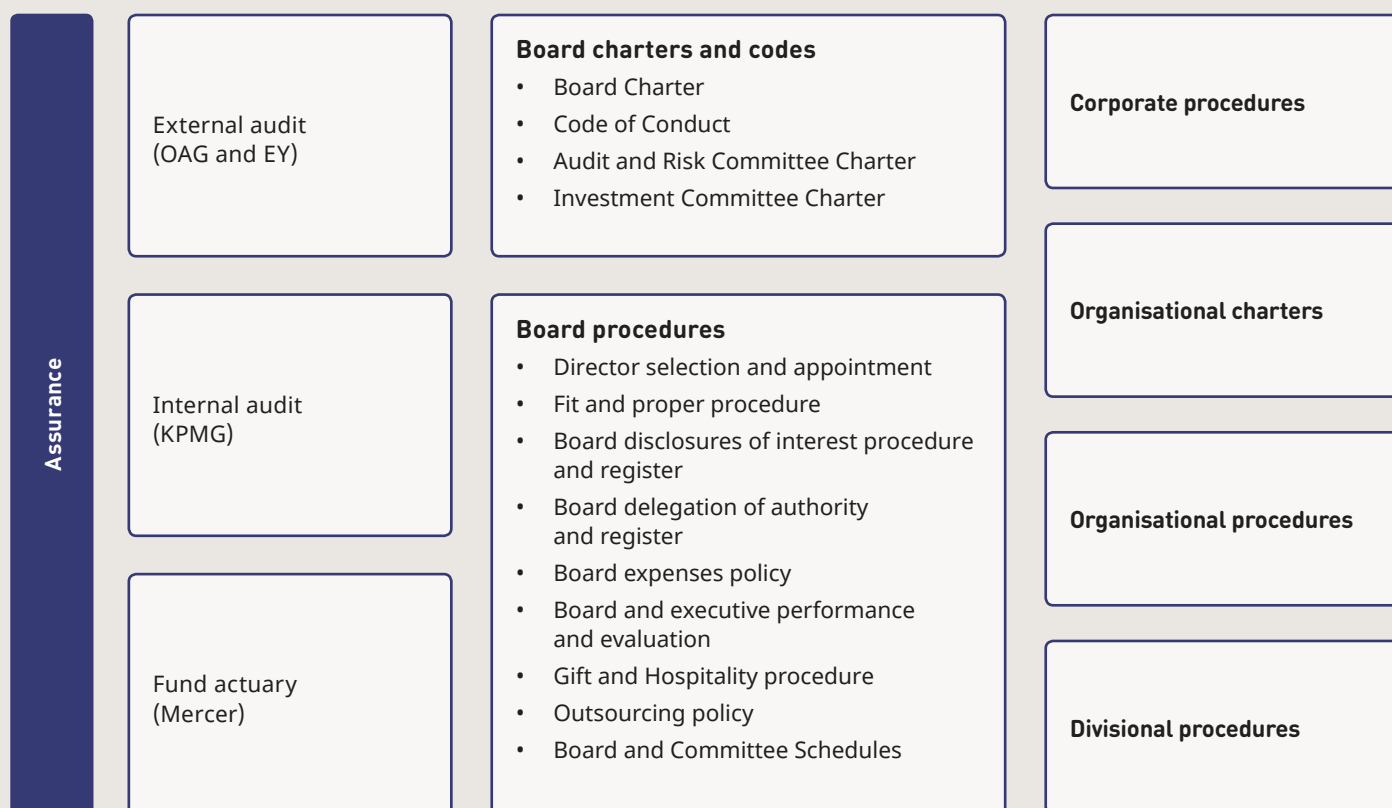 Assurance
External audit
(OAG and EY)
Internal audit
(KPMG)
Fund actuary
(Mercer)
Board charters and codes
• Board Charter
• Code of Conduct
• Audit and Risk Committee Charter
• Investment Committee Charter
Board procedures
• Director selection and appointment
• Fit and proper procedure
• Board disclosures of interest procedure
and register
• Board delegation of authority
and register
• Board expenses policy
• Board and executive performance
and evaluation
• Gift and Hospitality procedure
• Outsourcing policy
• Board and Committee Schedules
Corporate procedures
Organisational charters
Organisational procedures
Divisional procedures